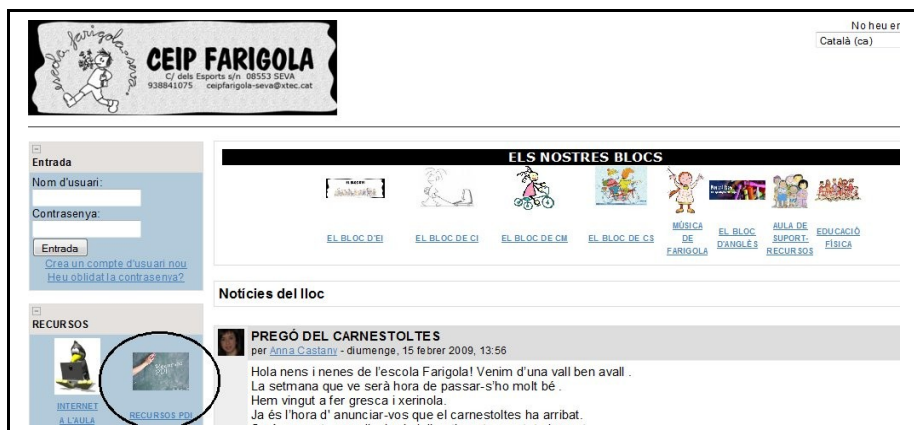 No heu en
Català (ca)
escola farigola seva
CEIP FARIGOLA
C/ dels Esports s/n 08553 SEVA
938841075 ceipfarigola-seva@xtec.cat
Entrada
Nom d'usuari:
Contrasenya:
Entrada
Crea un compte d'usuari nou
Heu oblidat la contrasenya?
RECURSOS
INTERNET
A L'AULA
RECURSOS PDI
ELS NOSTRES BLOCS
EL BLOC D'EI
EL BLOC DE CI
EL BLOC DE CM
EL BLOC DE CS
MÚSICA
DE
FARIGOLA
EL BLOC
D'ANGLÈS
AULA DE
SUPORT-
RECURSOS
EDUCACIÓ
FÍSICA
Notícies del lloc
PREGÓ DEL CARNESTOLTES
per Anna Castany - diumenge, 15 febrer 2009, 13:56
Hola nens i nenes de l'escola Farigola! Venim d'una vall ben avall .
La setmana que ve serà hora de passar-s'ho molt bé .
Hem vingut a fer gresca i xerinola.
Ja és l'hora d' anunciar-vos que el carnestoltes ha arribat.